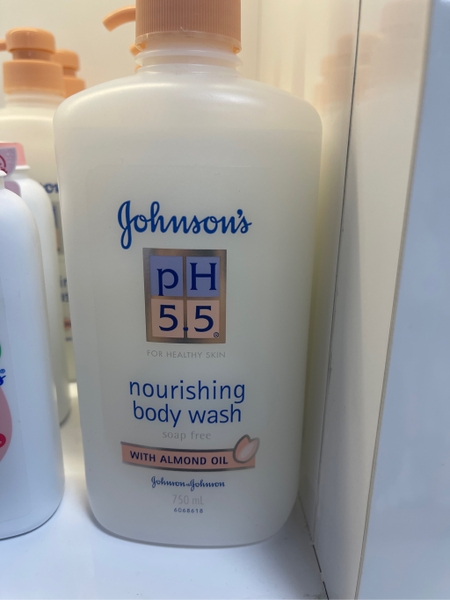 Johnson's
pH
5.5
FOR HEALTHY SKIN
nourishing
body wash
soap free
WITH ALMOND OIL
Johnson & Johnson
750 ml
6068618